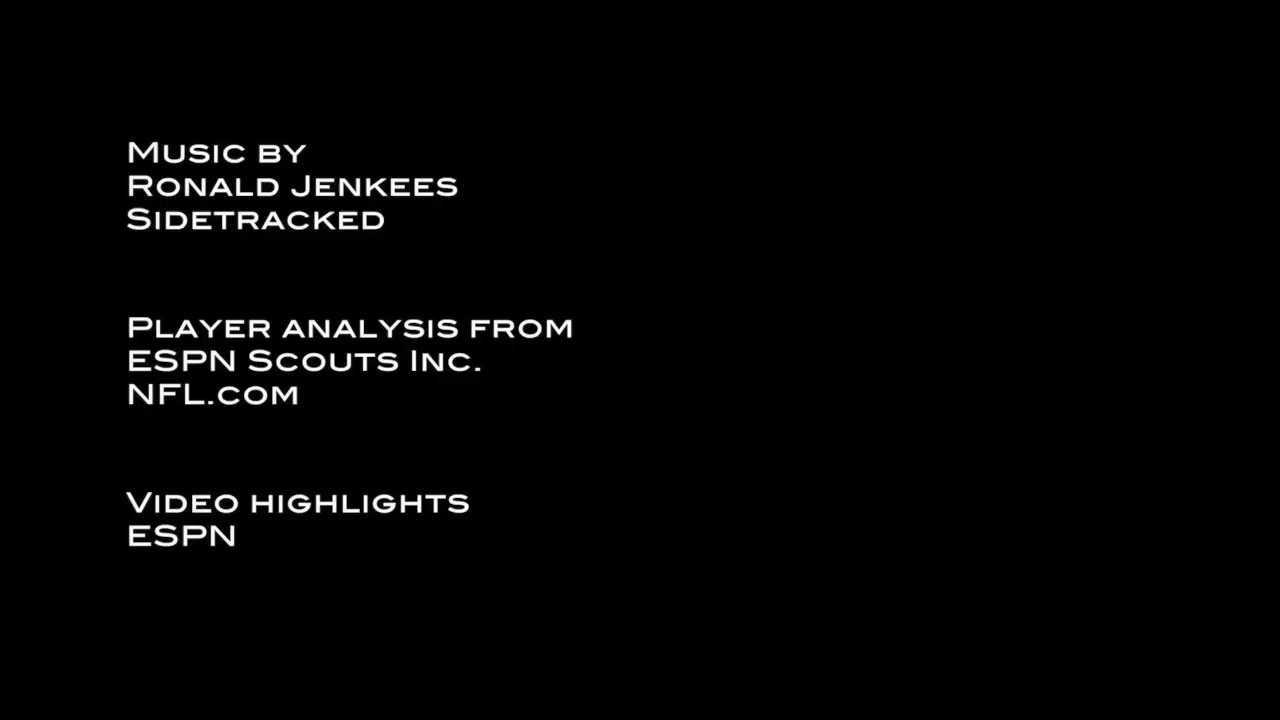 Music by
Ronald Jenkees
Sidetracked
Player analysis from
ESPN Scouts Inc.
NFL.com
Video highlights
ESPN